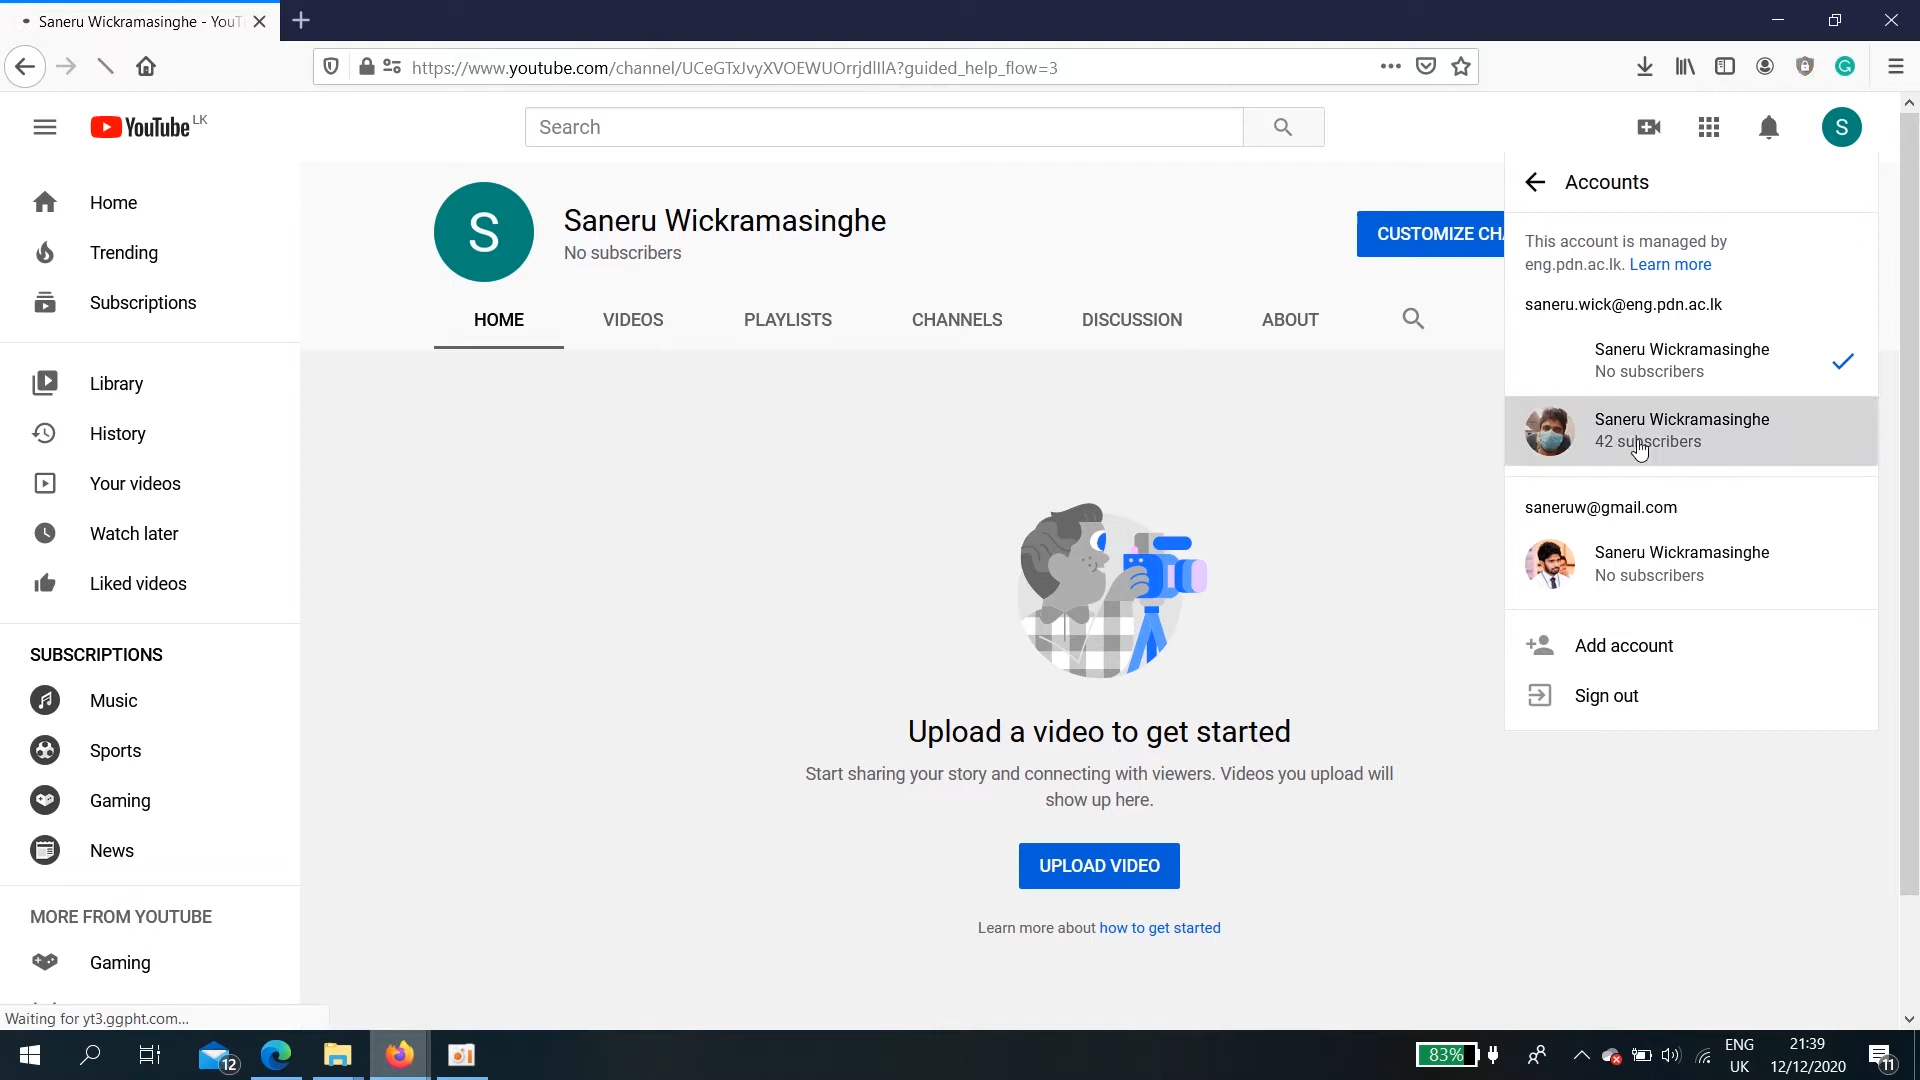 Saneru Wickramasinghe - YouT
https://www.youtube.com/channel/UCeGTxJvyXVOEWUOrrjdlIlA?guided_help_flow=3
YouTube LK
Search
S
Home
Trending
Subscriptions
Library
History
Your videos
Watch later
Liked videos
SUBSCRIPTIONS
Music
Sports
Gaming
News
MORE FROM YOUTUBE
Gaming
Waiting for yt3.ggpht.com...
S
Saneru Wickramasinghe
No subscribers
CUSTOMIZE CHA
HOME
VIDEOS
PLAYLISTS
CHANNELS
DISCUSSION
ABOUT
Upload a video to get started
Start sharing your story and connecting with viewers. Videos you upload will
show up here.
UPLOAD VIDEO
Learn more about how to get started
Accounts
This account is managed by
eng.pdn.ac.lk. Learn more
saneru.wick@eng.pdn.ac.lk
Saneru Wickramasinghe
No subscribers
Saneru Wickramasinghe
42 subscribers
saneruw@gmail.com
Saneru Wickramasinghe
No subscribers
Add account
Sign out
12
83%
ENG
UK
21:39
12/12/2020
11